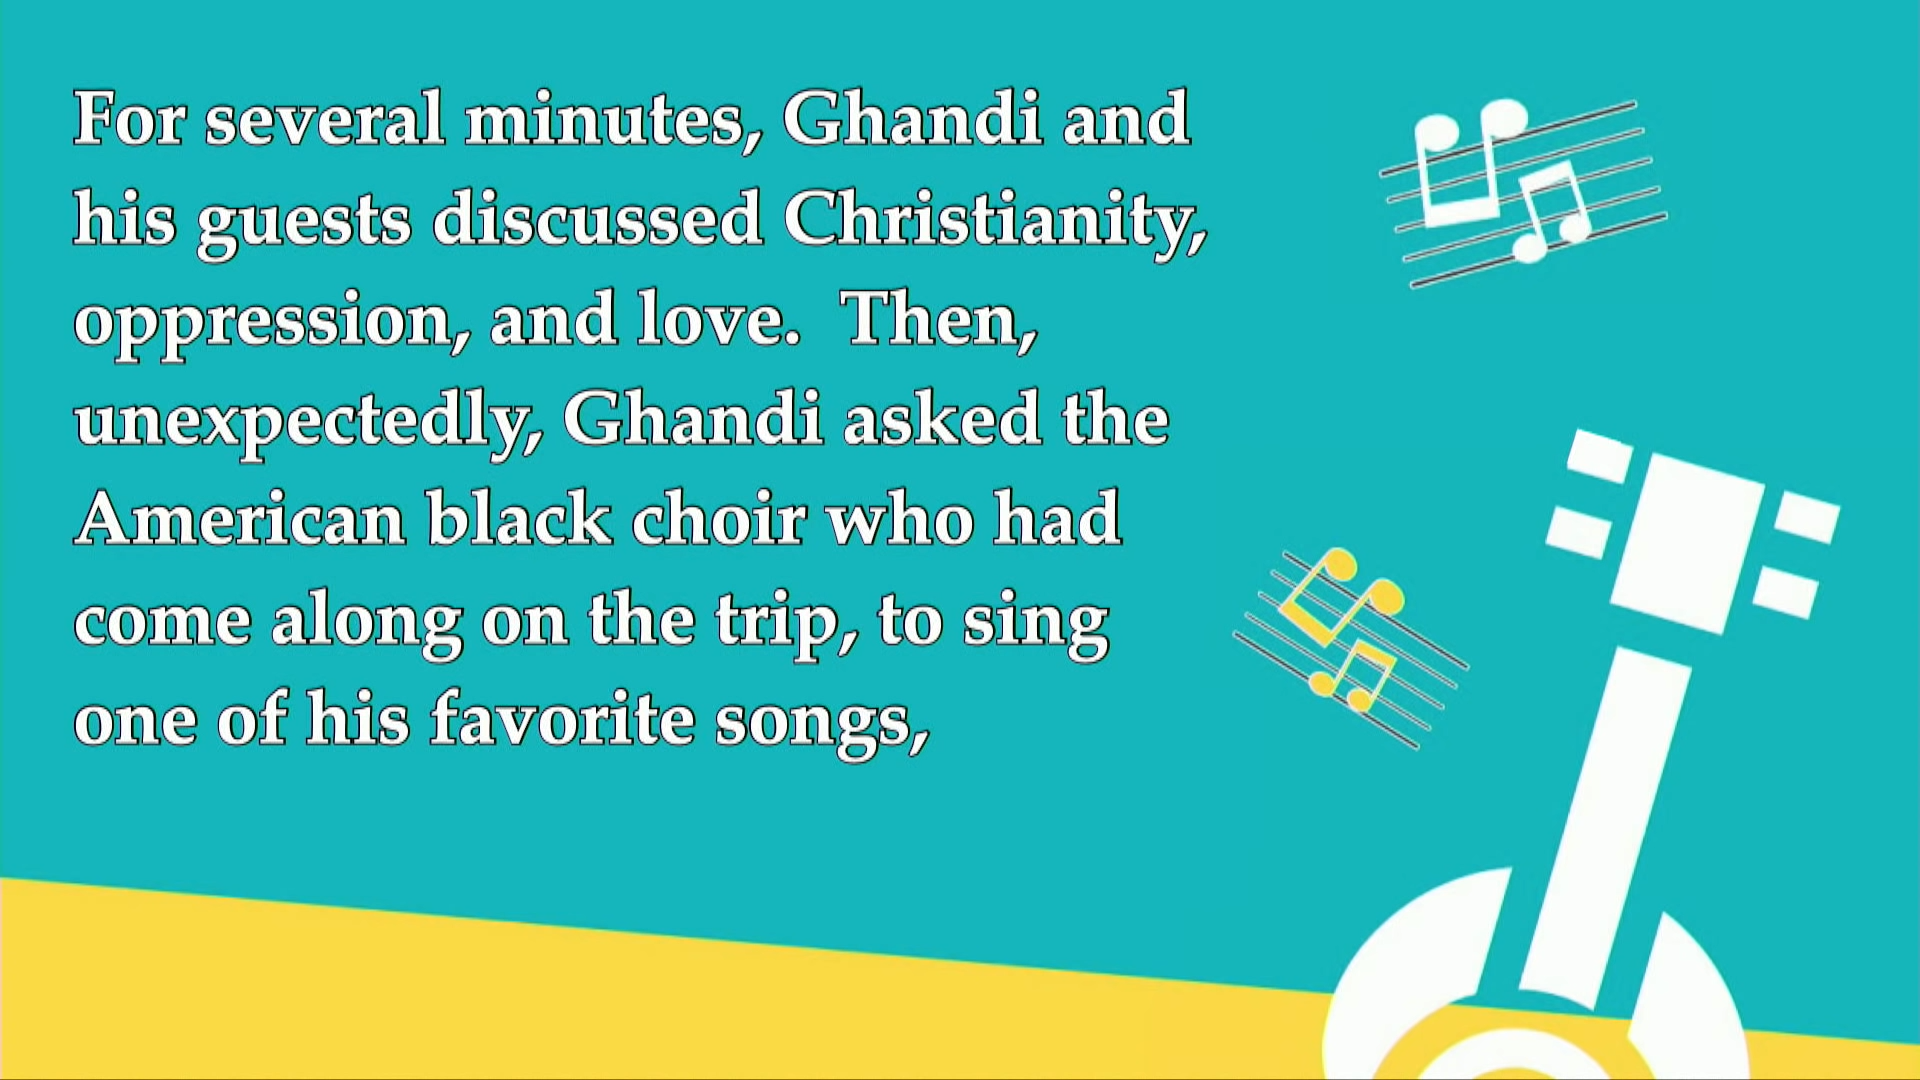 For several minutes, Ghandi and
his guests discussed Christianity,
oppression, and love.  Then,
unexpectedly, Ghandi asked the
American black choir who had
come along on the trip, to sing
one of his favorite songs,